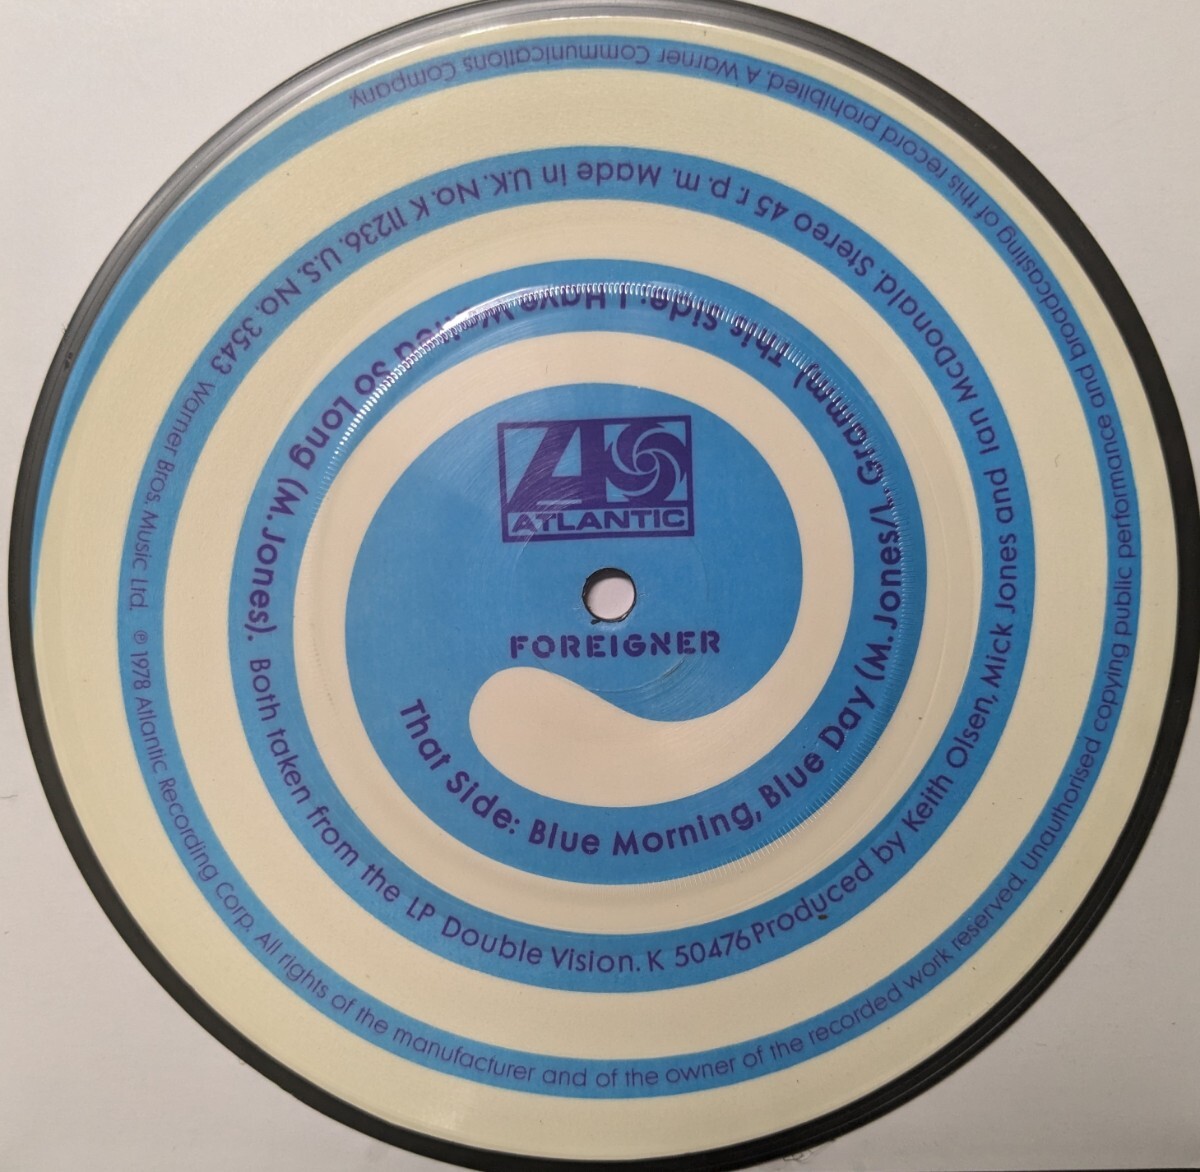 ATLANTIC
FOREIGNER
That Side: Blue Morning, Blue Day (M. Jones/L. Gramm) This side: I Have Wanted So Long (M. Jones). Both taken from the LP Double Vision. K 50476 Produced by Keith Olsen, Mick Jones and Ian McDonald. Stereo 45 r.p.m. Made in U.K. No. K 11236. U.S. No. 3543 Warner Bros. Music Ltd. ℗ 1978 Atlantic Recording Corp. All rights of the manufacturer and of the owner of the recorded work reserved. Unauthorised copying public performance and broadcasting of this record prohibited. A Warner Communications Company.